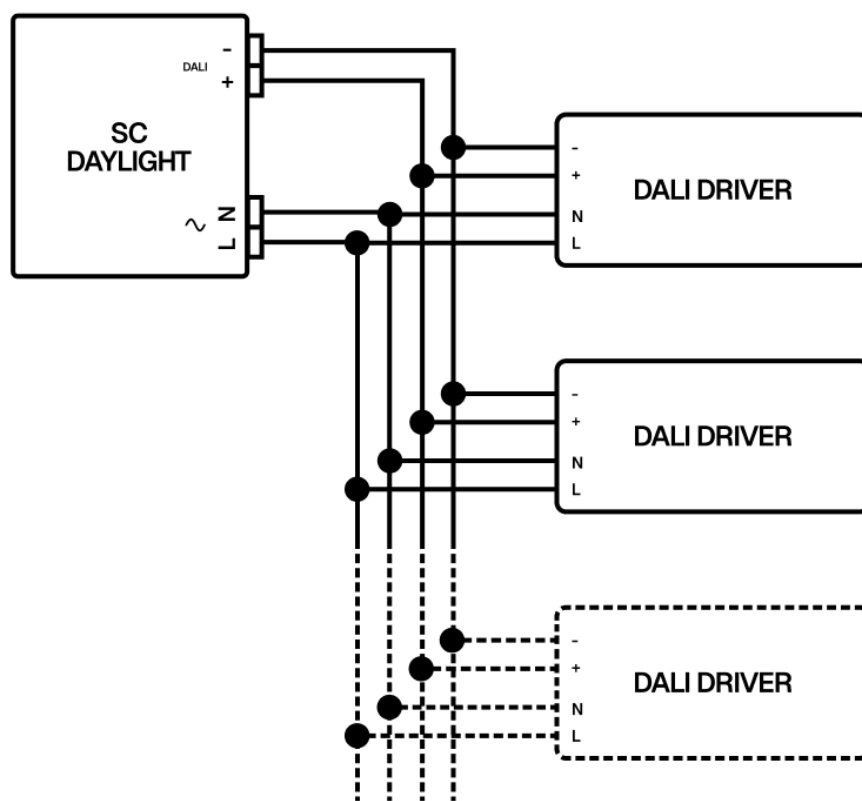 -
DALI
+
SC
DAYLIGHT
N
L
-
+
DALI DRIVER
N
L
-
+
DALI DRIVER
N
L
-
+
DALI DRIVER
N
L